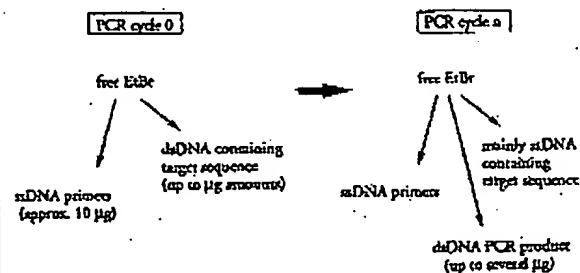 PCR cycle 0
free EtBr
dsDNA containing
target sequence
(up to µg amounts)
ssDNA primers
(approx. 10 µg)
PCR cycle n
free EtBr
mainly ssDNA
containing
target sequence
ssDNA primers
dsDNA PCR product
(up to several µg)